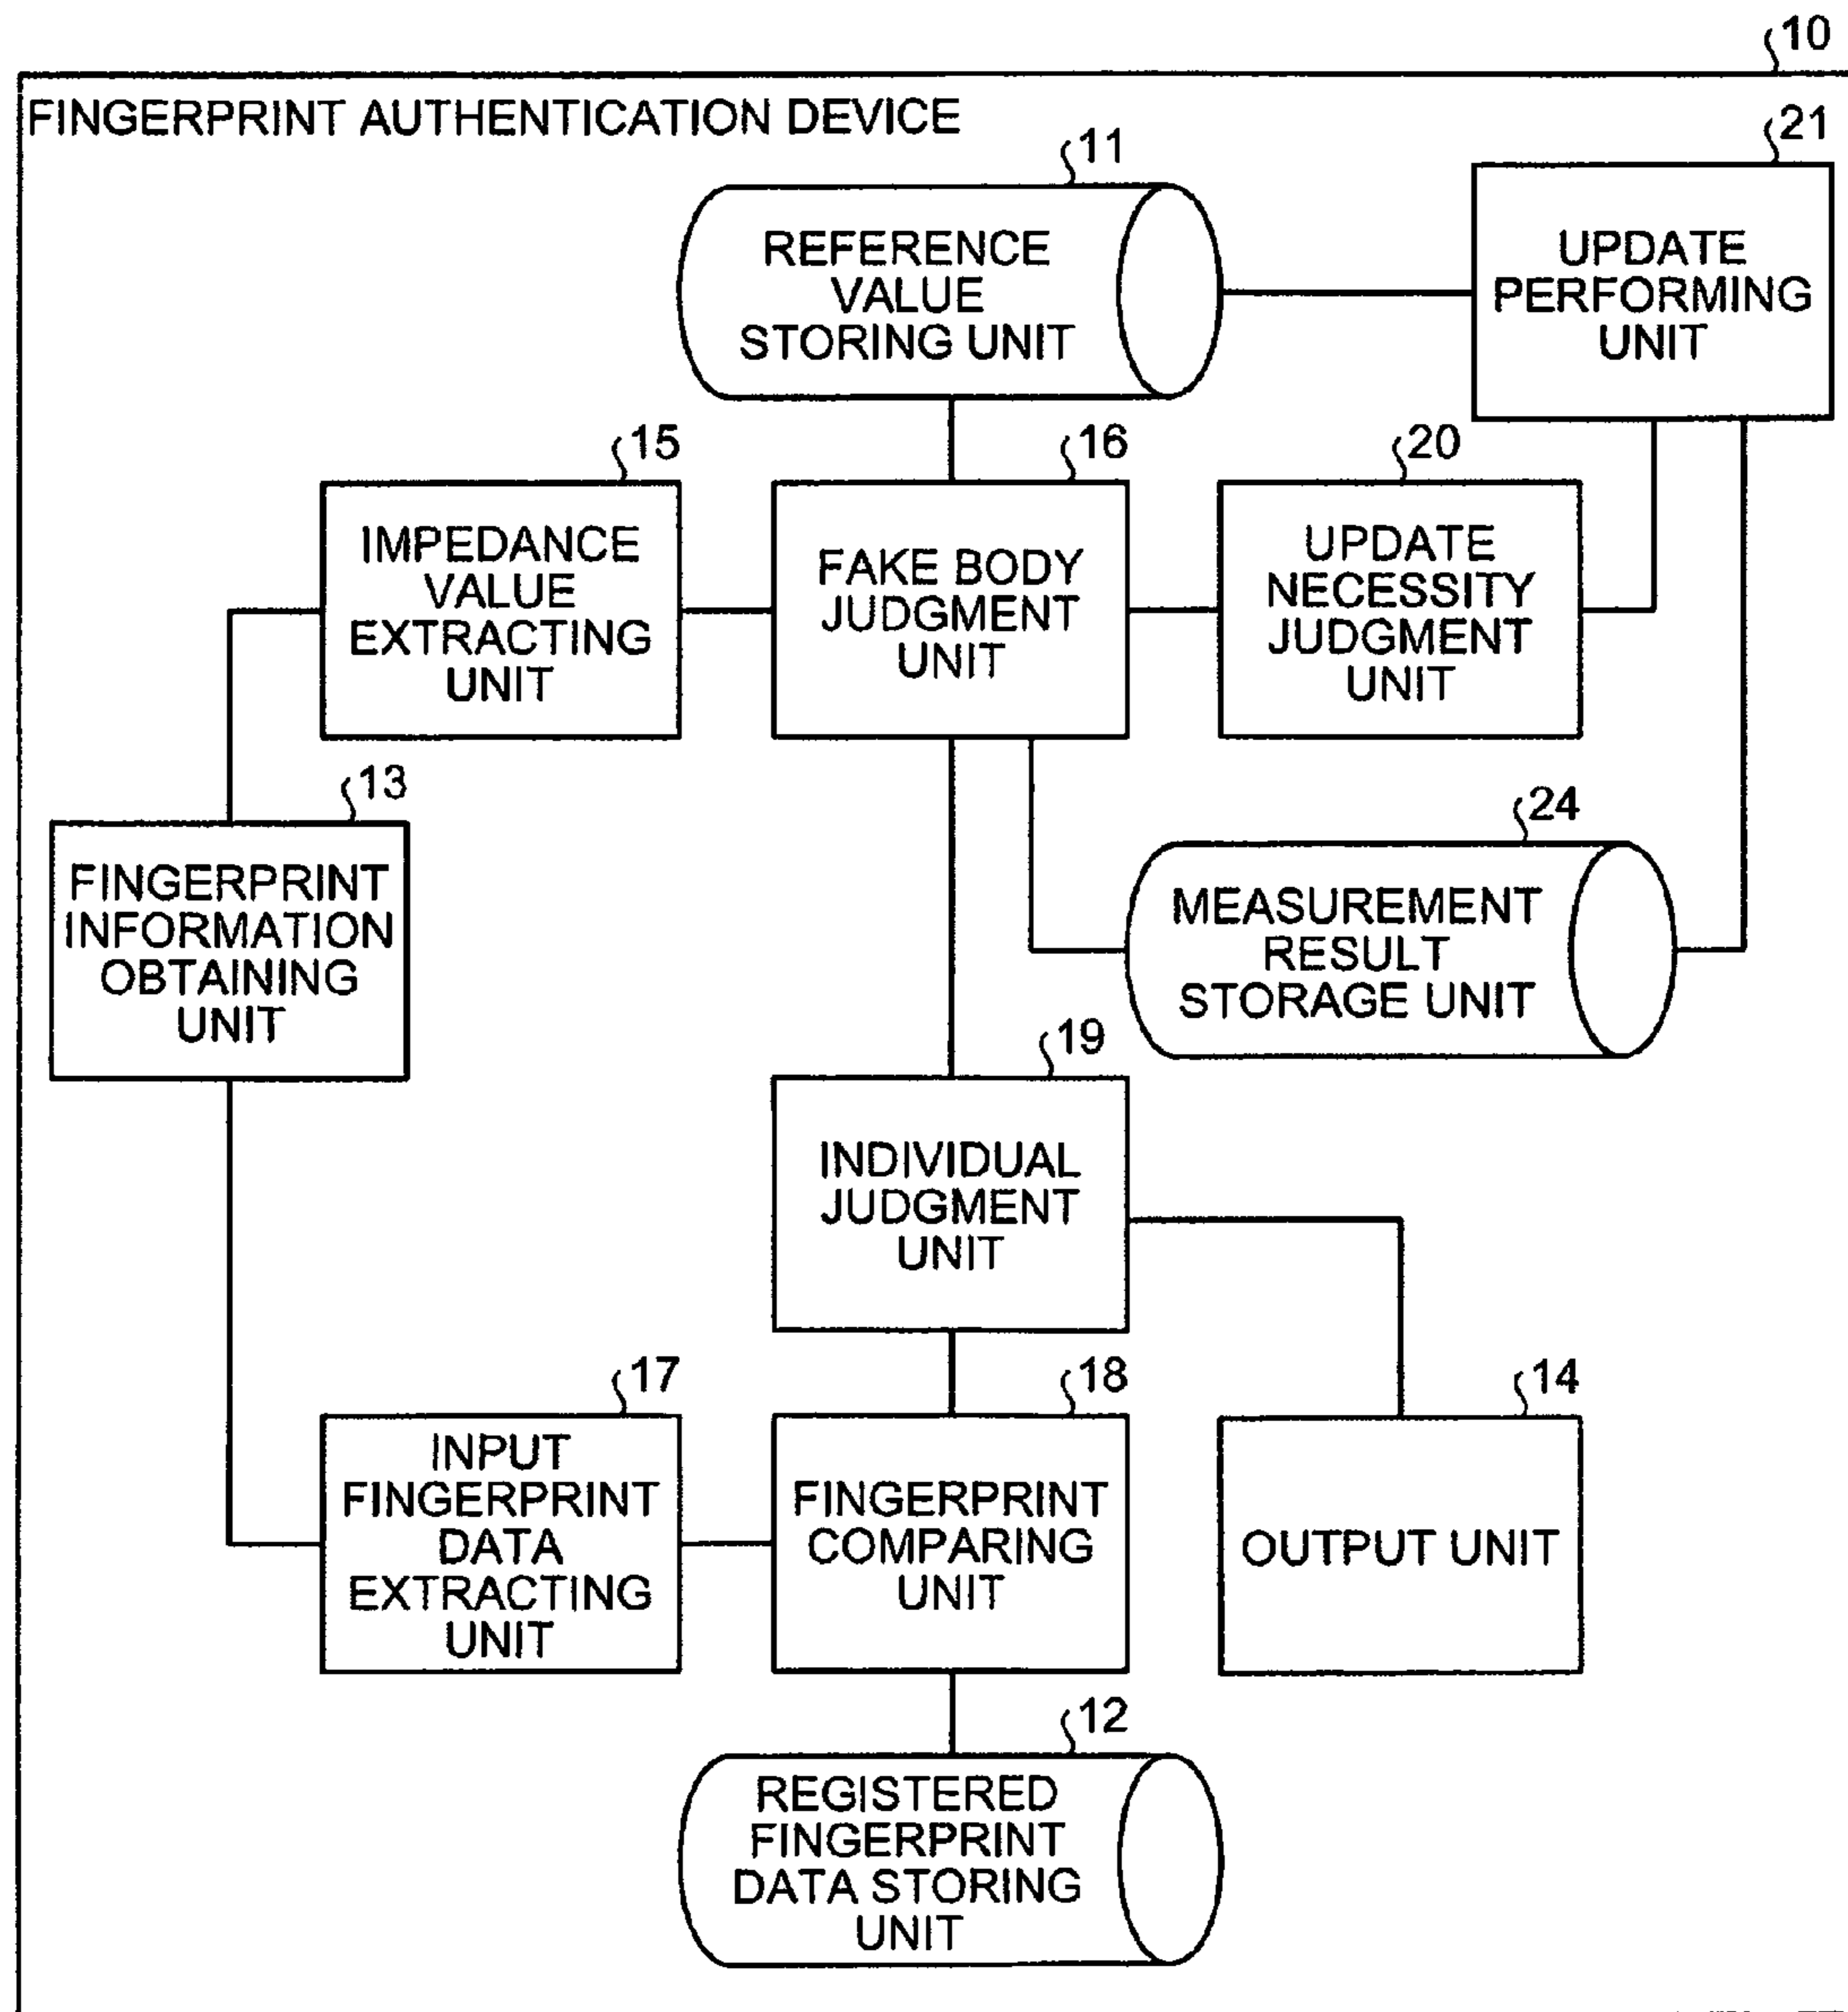 10
FINGERPRINT AUTHENTICATION DEVICE
11
REFERENCE
VALUE
STORING UNIT
21
UPDATE
PERFORMING
UNIT
15
IMPEDANCE
VALUE
EXTRACTING
UNIT
16
FAKE BODY
JUDGMENT
UNIT
20
UPDATE
NECESSITY
JUDGMENT
UNIT
13
FINGERPRINT
INFORMATION
OBTAINING
UNIT
24
MEASUREMENT
RESULT
STORAGE UNIT
19
INDIVIDUAL
JUDGMENT
UNIT
17
INPUT
FINGERPRINT
DATA
EXTRACTING
UNIT
18
FINGERPRINT
COMPARING
UNIT
14
OUTPUT UNIT
12
REGISTERED
FINGERPRINT
DATA STORING
UNIT